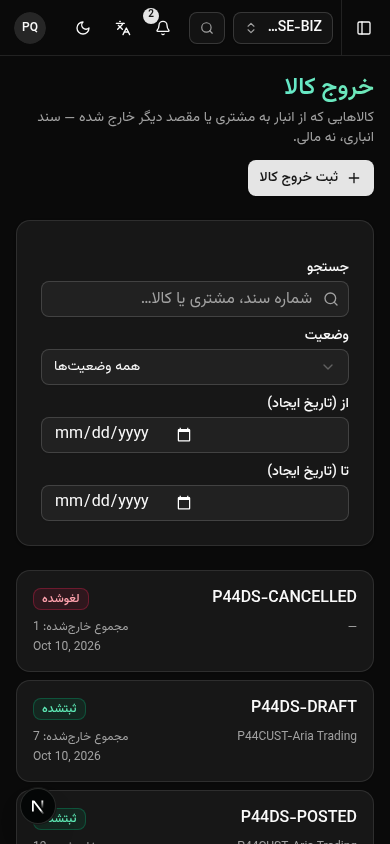 SE-BIZ...
2
PQ
خروج کالا
کالاهایی که از انبار به مشتری یا مقصد دیگر خارج شده — سند
انباری، نه مالی.
ثبت خروج کالا
جستجو
شماره سند، مشتری یا کالا...
وضعیت
همه وضعیت‌ها
از (تاریخ ایجاد)
mm/dd/yyyy
تا (تاریخ ایجاد)
mm/dd/yyyy
P44DS-CANCELLED
لغوشده
—
مجموع خارج‌شده: 1
Oct 10, 2026
P44DS-DRAFT
ثبت‌شده
P44CUST-Aria Trading
مجموع خارج‌شده: 7
Oct 10, 2026
P44DS-POSTED
N